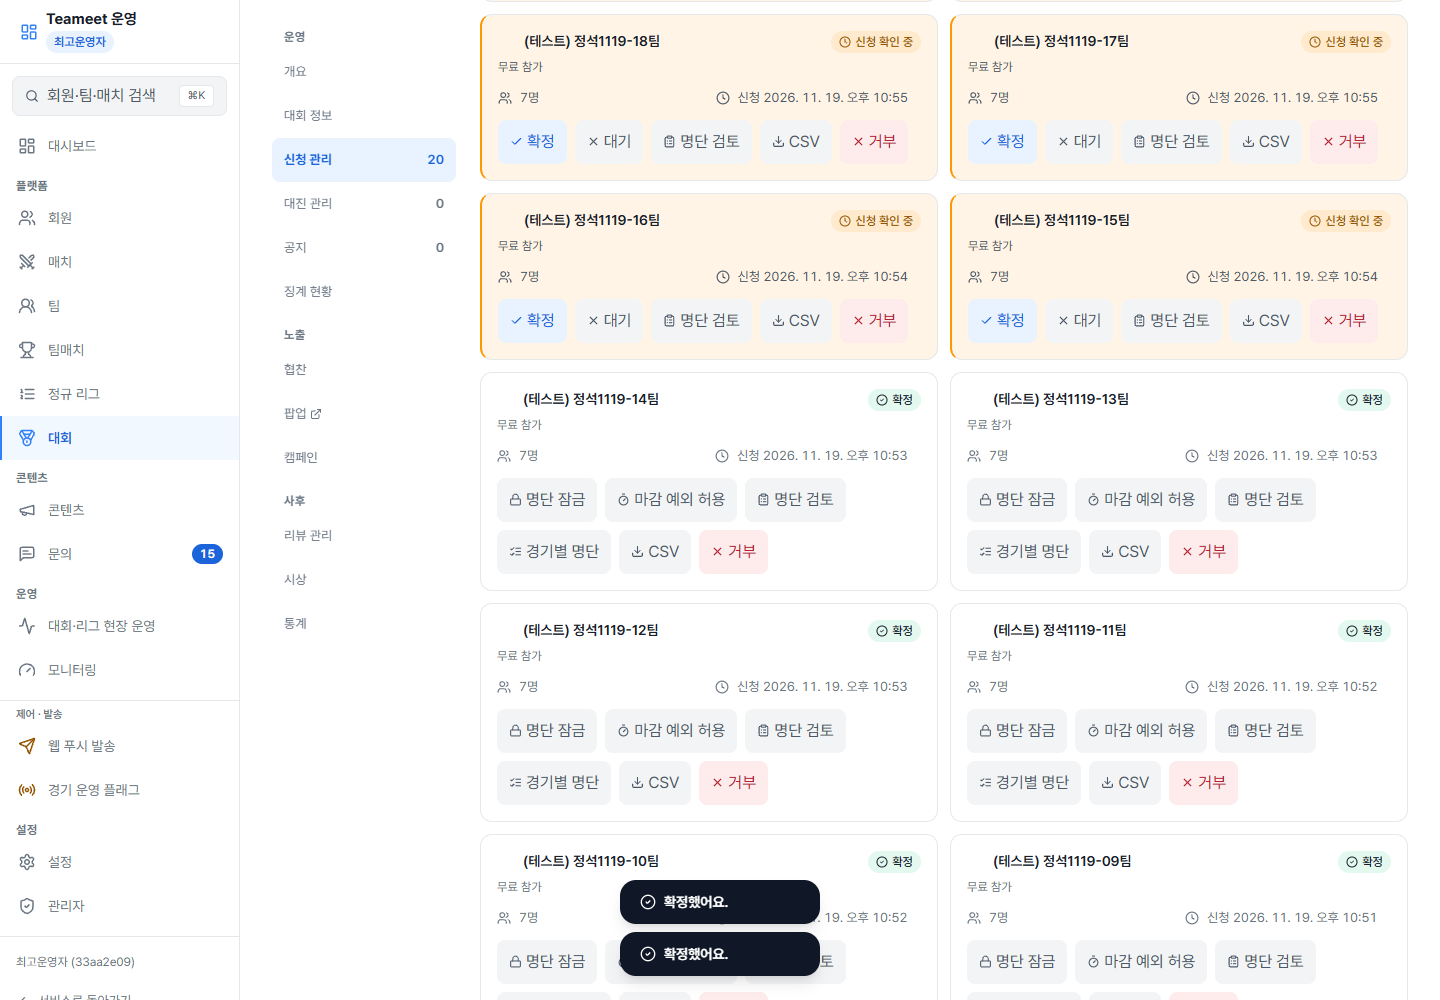 Teameet 운영
최고운영자
회원·팀·매치 검색 ⌘K
대시보드
플랫폼
회원
매치
팀
팀매치
정규 리그
대회
콘텐츠
콘텐츠
문의 15
운영
대회·리그 현장 운영
모니터링
제어 · 발송
웹 푸시 발송
경기 운영 플래그
설정
설정
관리자
최고운영자 (33aa2e09)
서비스로 돌아가기
운영
개요
대회 정보
신청 관리 20
대진 관리 0
공지 0
징계 현황
노출
협찬
팝업
캠페인
사후
리뷰 관리
시상
통계
(테스트) 정석1119-18팀 신청 확인 중
무료 참가
7명 신청 2026. 11. 19. 오후 10:55
확정 대기 명단 검토 CSV 거부
(테스트) 정석1119-17팀 신청 확인 중
무료 참가
7명 신청 2026. 11. 19. 오후 10:55
확정 대기 명단 검토 CSV 거부
(테스트) 정석1119-16팀 신청 확인 중
무료 참가
7명 신청 2026. 11. 19. 오후 10:54
확정 대기 명단 검토 CSV 거부
(테스트) 정석1119-15팀 신청 확인 중
무료 참가
7명 신청 2026. 11. 19. 오후 10:54
확정 대기 명단 검토 CSV 거부
(테스트) 정석1119-14팀 확정
무료 참가
7명 신청 2026. 11. 19. 오후 10:53
명단 잠금 마감 예외 허용 명단 검토
경기별 명단 CSV 거부
(테스트) 정석1119-13팀 확정
무료 참가
7명 신청 2026. 11. 19. 오후 10:53
명단 잠금 마감 예외 허용 명단 검토
경기별 명단 CSV 거부
(테스트) 정석1119-12팀 확정
무료 참가
7명 신청 2026. 11. 19. 오후 10:53
명단 잠금 마감 예외 허용 명단 검토
경기별 명단 CSV 거부
(테스트) 정석1119-11팀 확정
무료 참가
7명 신청 2026. 11. 19. 오후 10:52
명단 잠금 마감 예외 허용 명단 검토
경기별 명단 CSV 거부
(테스트) 정석1119-10팀 확정
무료 참가
7명 . 19. 오후 10:52
명단 잠금 토
(테스트) 정석1119-09팀 확정
무료 참가
7명 신청 2026. 11. 19. 오후 10:51
명단 잠금 마감 예외 허용 명단 검토
확정했어요.
확정했어요.